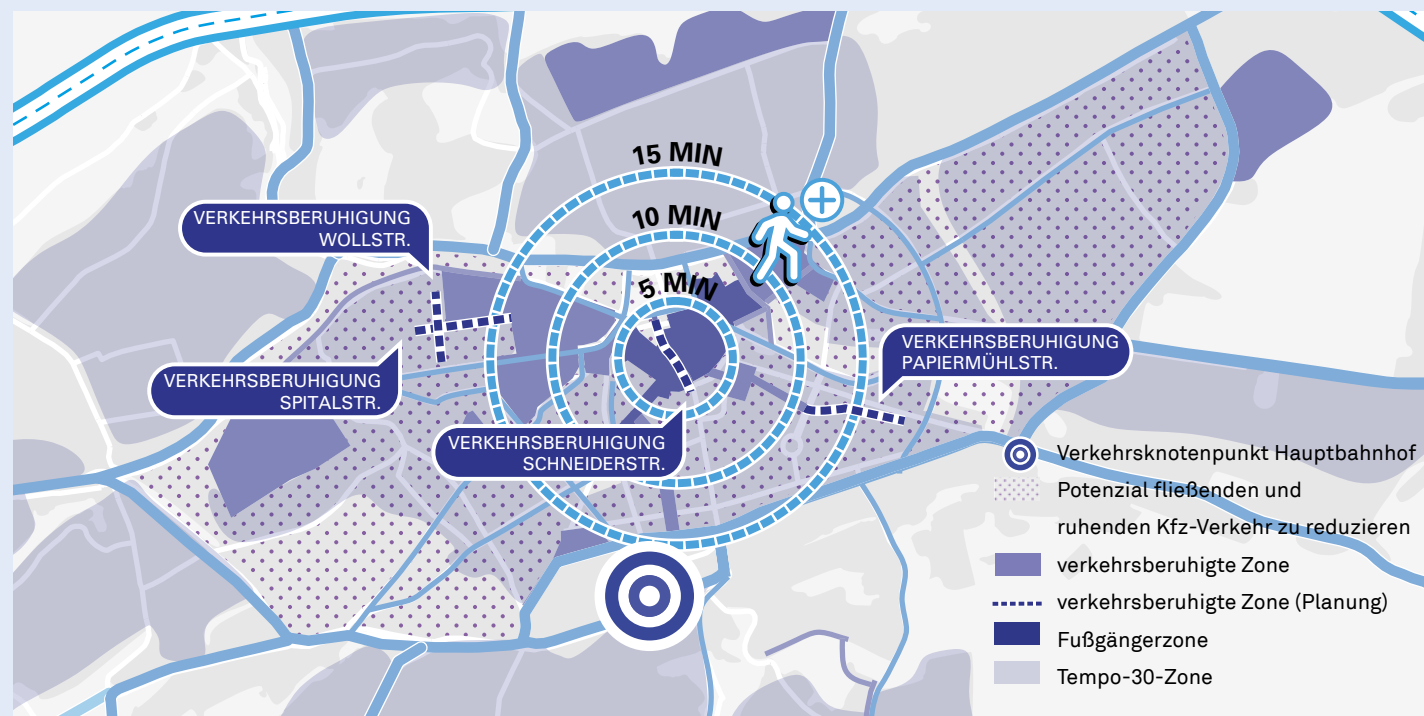 15 MIN
10 MIN
5 MIN
VERKEHRSBERUHIGUNG
WOLLSTR.
VERKEHRSBERUHIGUNG
SPITALSTR.
VERKEHRSBERUHIGUNG
SCHNEIDERSTR.
VERKEHRSBERUHIGUNG
PAPIERMÜHLSTR.
Verkehrsknotenpunkt Hauptbahnhof
Potenzial fließenden und
ruhenden Kfz-Verkehr zu reduzieren
verkehrsberuhigte Zone
verkehrsberuhigte Zone (Planung)
Fußgängerzone
Tempo-30-Zone